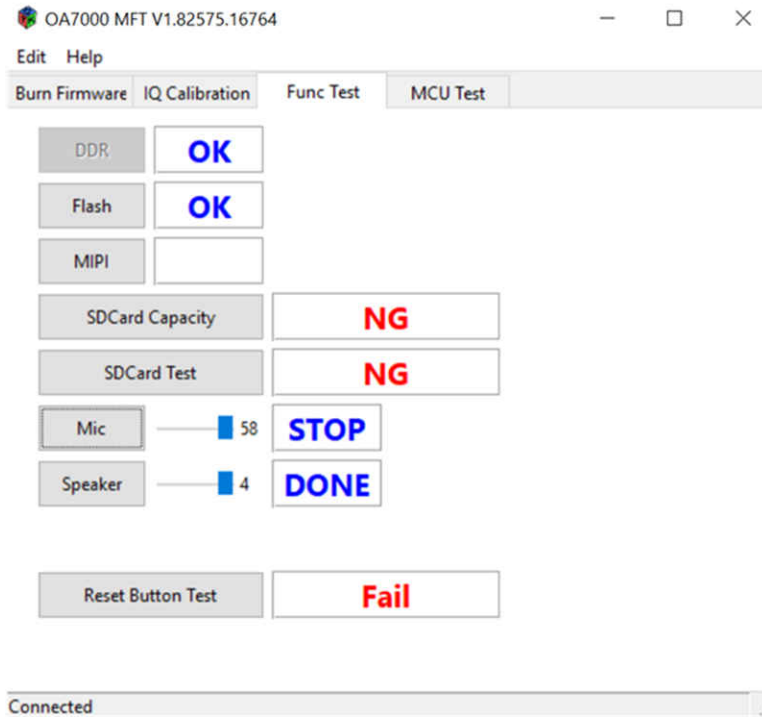 OA7000 MFT V1.82575.16764
Edit Help
Burn Firmware IQ Calibration Func Test MCU Test
DDR OK
Flash OK
MIPI
SDCard Capacity NG
SDCard Test NG
Mic 58 STOP
Speaker 4 DONE
Reset Button Test Fail
Connected